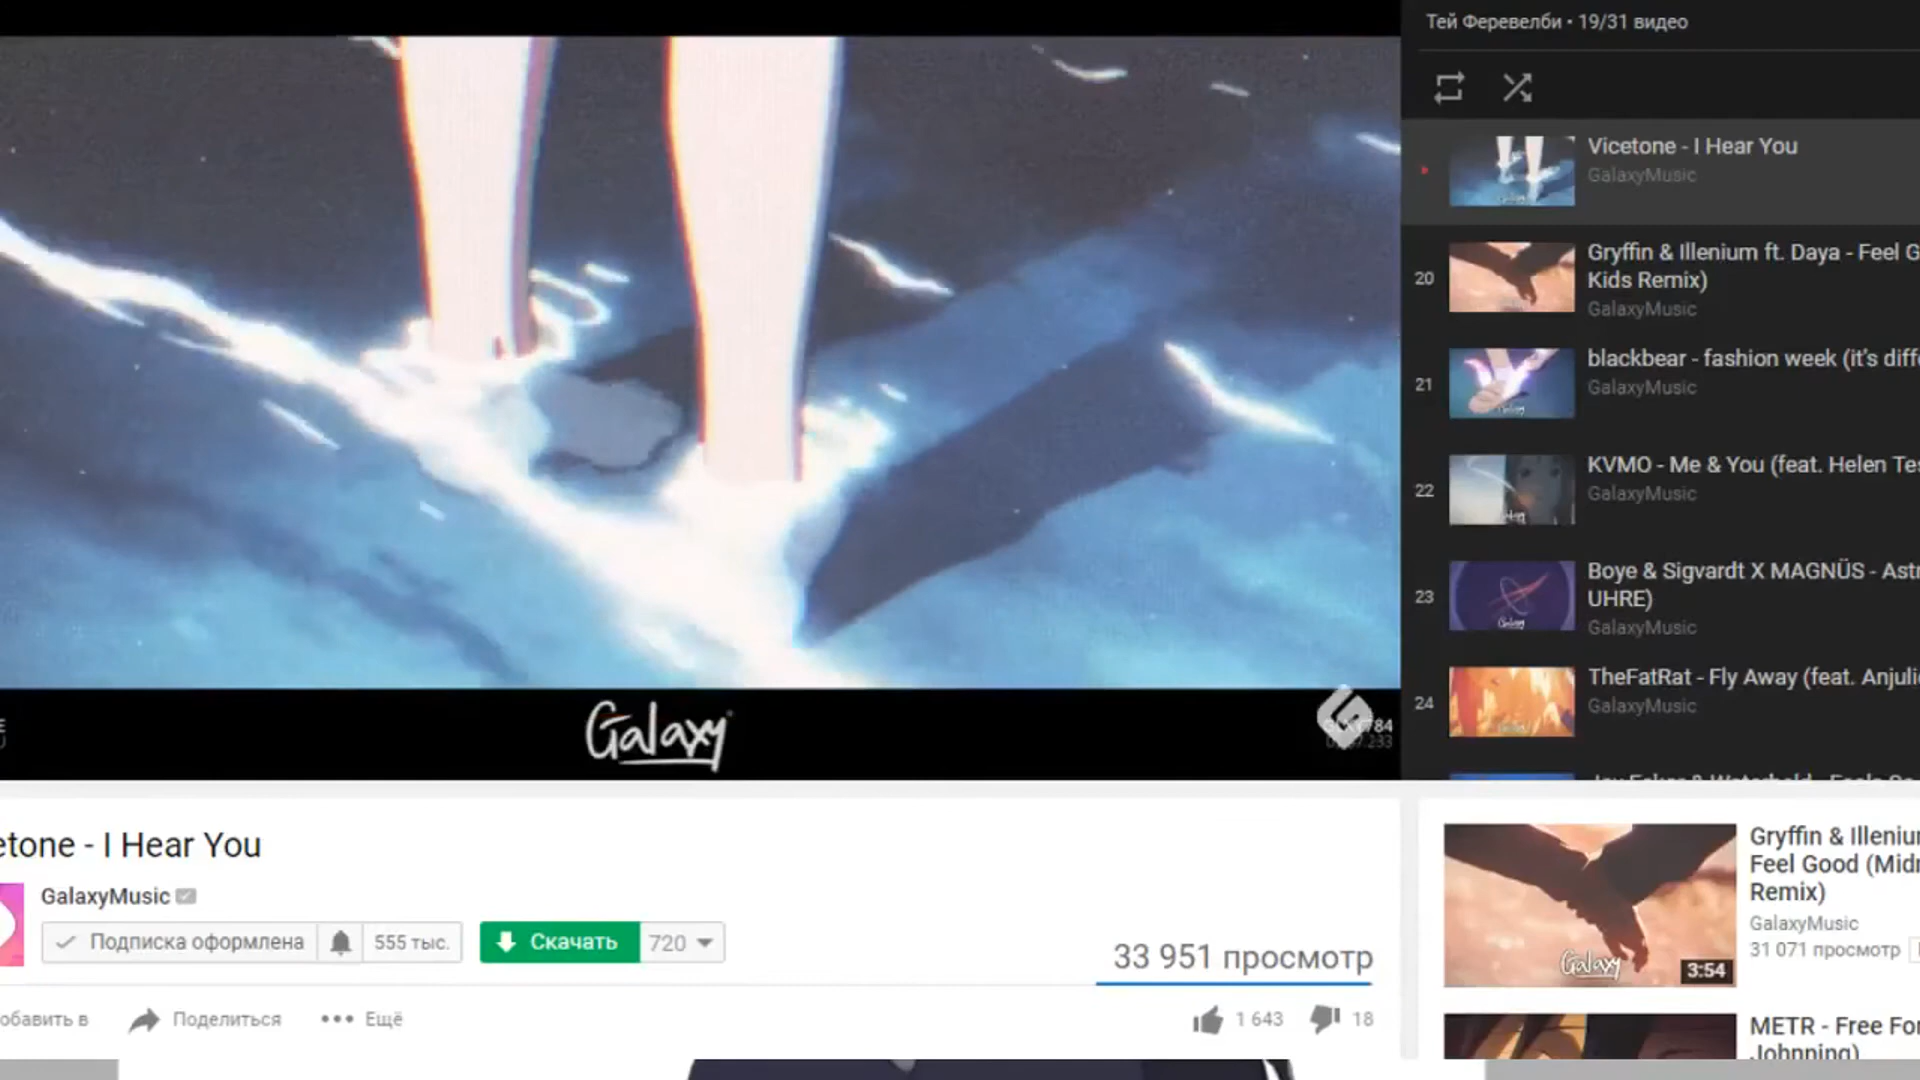 Тей Феревелби • 19/31 видео
Vicetone - I Hear You
GalaxyMusic
20
Gryffin & Illenium ft. Daya - Feel G
Kids Remix)
GalaxyMusic
21
blackbear - fashion week (it's diff
GalaxyMusic
22
KVMO - Me & You (feat. Helen Tes
GalaxyMusic
23
Boye & Sigvardt X MAGNÜS - Ast
UHRE)
GalaxyMusic
24
TheFatRat - Fly Away (feat. Anjuli
GalaxyMusic
Galaxy
etone - I Hear You
GalaxyMusic
Подписка оформлена 555 тыс.
Скачать 720
33 951 просмотр
обавить в Поделиться ••• Ещё
1 643 18
Galaxy
3:54
Gryffin & Illeniu
Feel Good (Mid
Remix)
GalaxyMusic
31 071 просмотр
METR - Free Fo
Johnning)